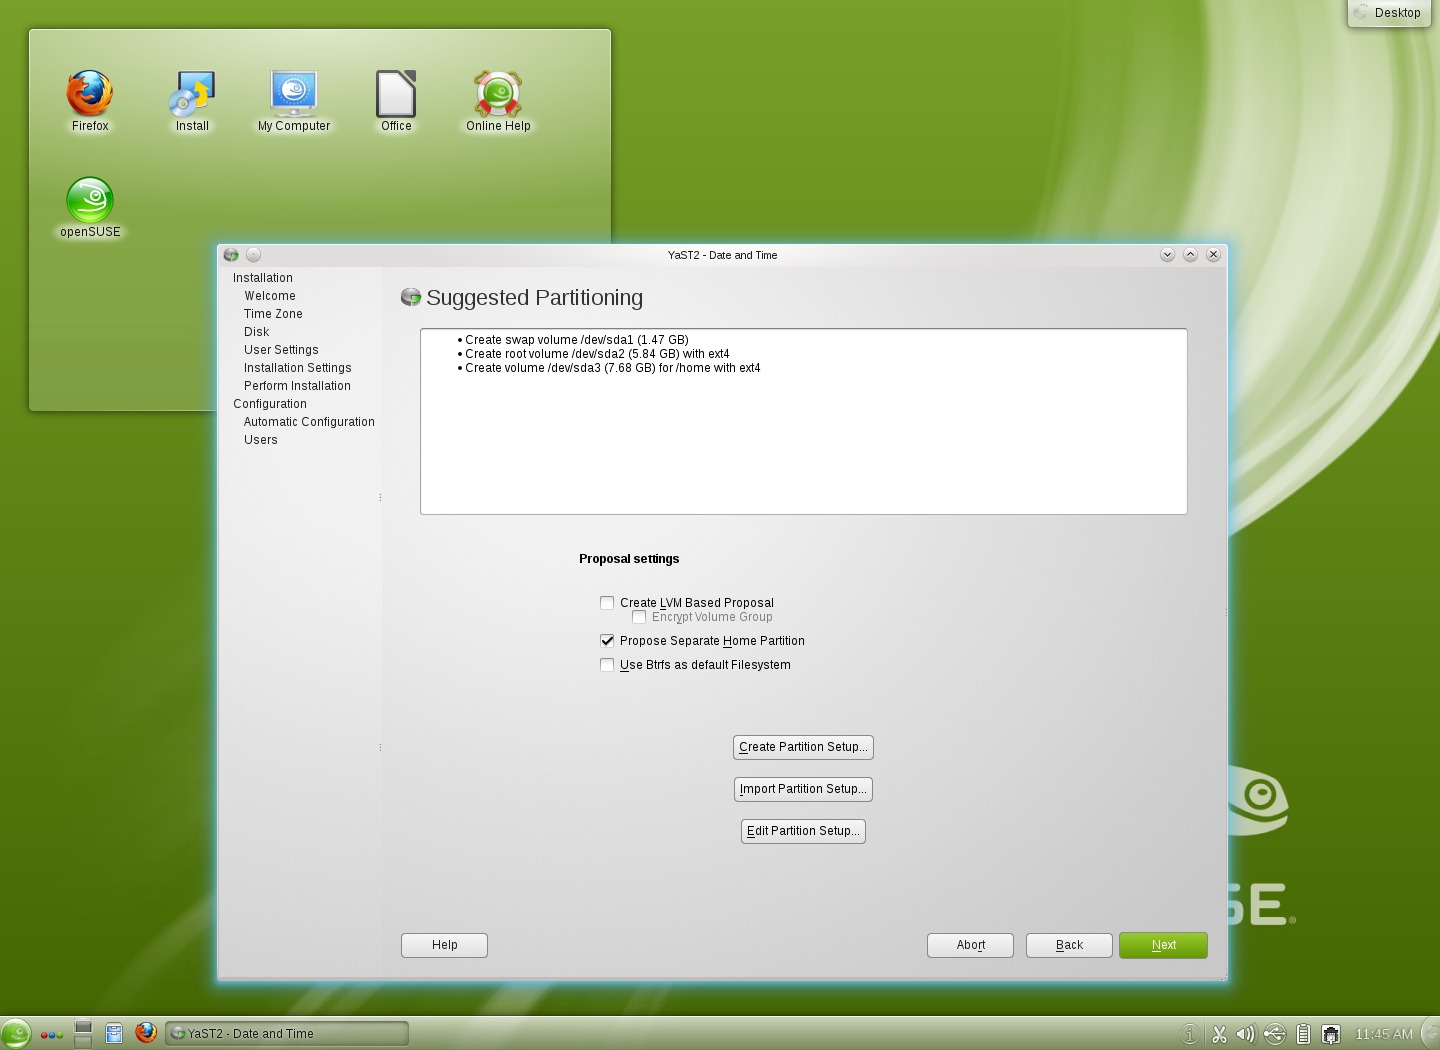 Desktop
Firefox
Install
My Computer
Office
Online Help
openSUSE
YaST2 - Date and Time
Installation
Welcome
Time Zone
Disk
User Settings
Installation Settings
Perform Installation
Configuration
Automatic Configuration
Users
Suggested Partitioning
• Create swap volume /dev/sda1 (1.47 GB)
• Create root volume /dev/sda2 (5.84 GB) with ext4
• Create volume /dev/sda3 (7.68 GB) for /home with ext4
Proposal settings
Create LVM Based Proposal
Encrypt Volume Group
Propose Separate Home Partition
Use Btrfs as default Filesystem
Create Partition Setup...
Import Partition Setup...
Edit Partition Setup...
SE®
Help
Abort
Back
Next
YaST2 - Date and Time
11:45 AM